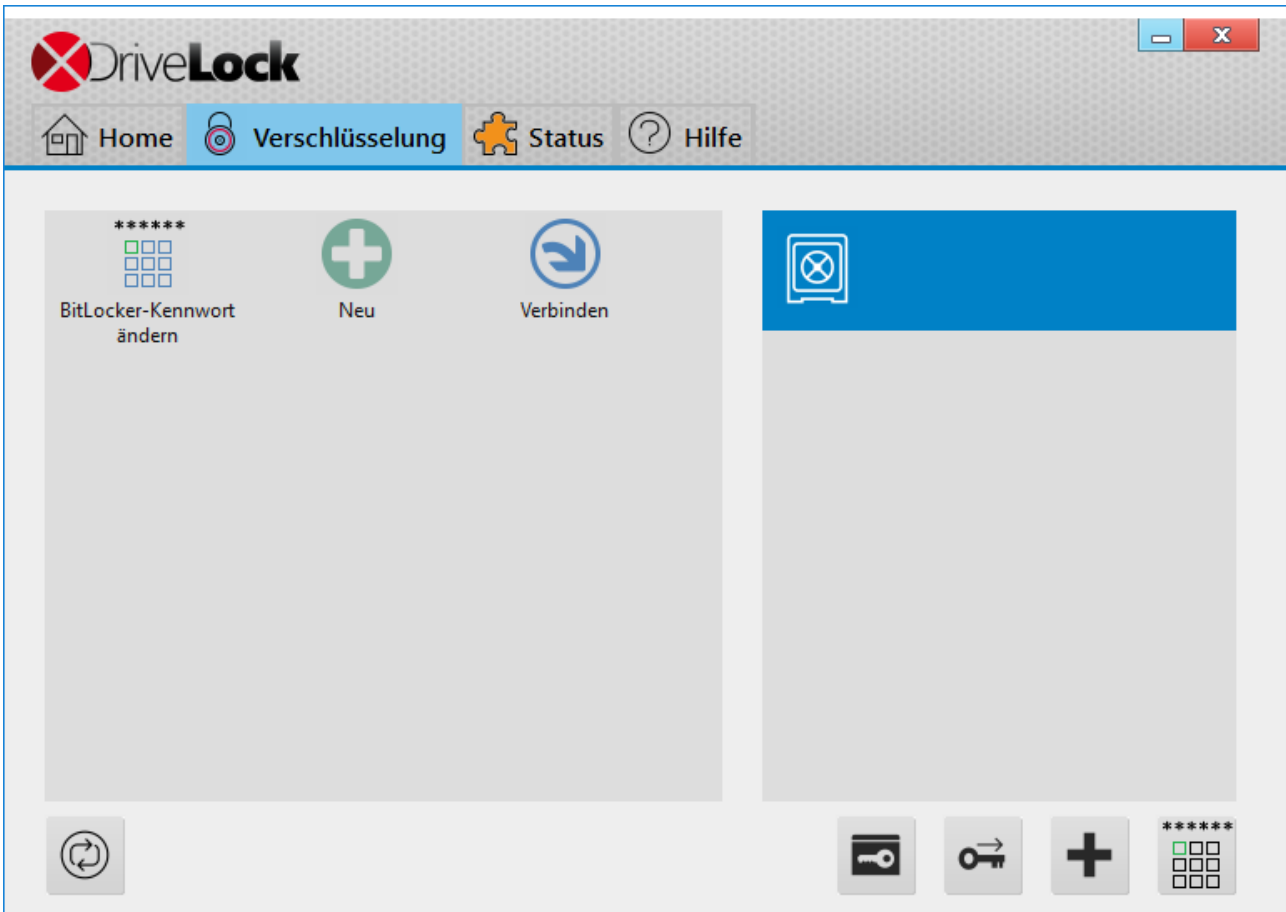 DriveLock
x
Home Verschlüsselung Status ? Hilfe
******
BitLocker-Kennwort
ändern
Neu
Verbinden
******